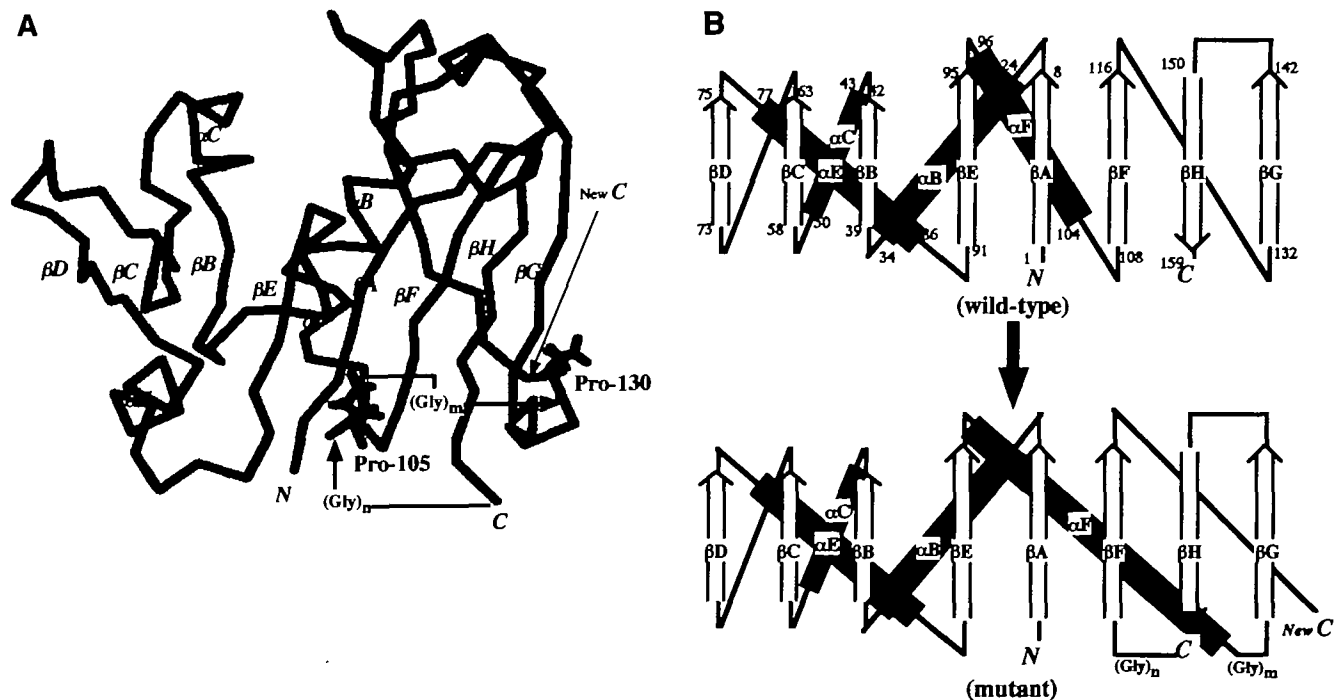 A
αC
βD
βC
βB
βE
αB
βA
βF
βH
βG
New C
Pro-130
(Gly)m
Pro-105
N
(Gly)n
C
B
96
95
24
8
116
150
142
75
77
63
43
42
αC
αF
βD
βC
αE
βB
αB
βE
βA
βF
βH
βG
73
58
50
39
34
86
91
1
104
108
159
132
N
C
(wild-type)
αC
αF
βD
βC
αE
βB
αB
βE
βA
βF
βH
βG
N
(Gly)n
C
(Gly)m
New C
(mutant)